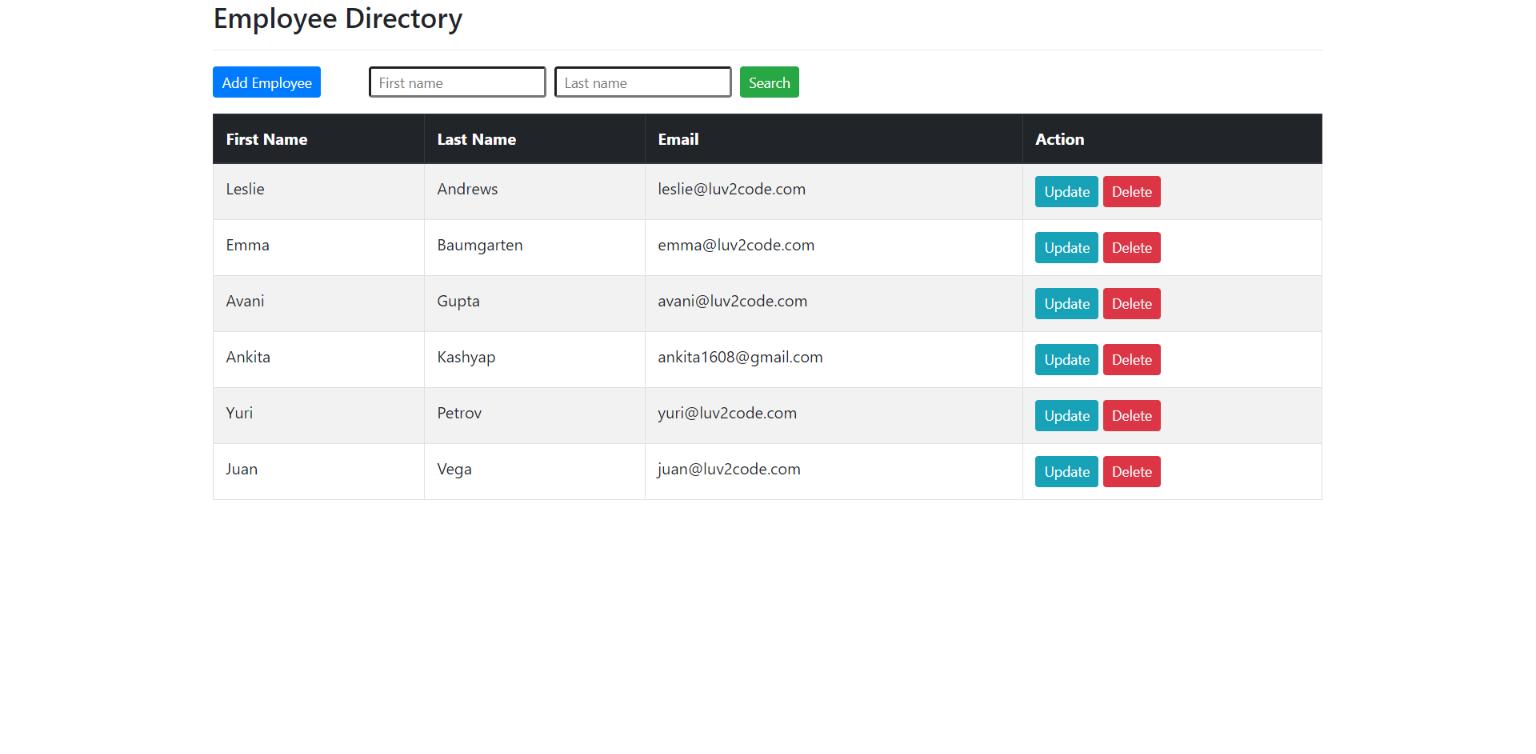 Employee Directory
Add Employee First name Last name Search
First Name Last Name Email Action
Leslie Andrews leslie@luv2code.com Update Delete
Emma Baumgarten emma@luv2code.com Update Delete
Avani Gupta avani@luv2code.com Update Delete
Ankita Kashyap ankita1608@gmail.com Update Delete
Yuri Petrov yuri@luv2code.com Update Delete
Juan Vega juan@luv2code.com Update Delete